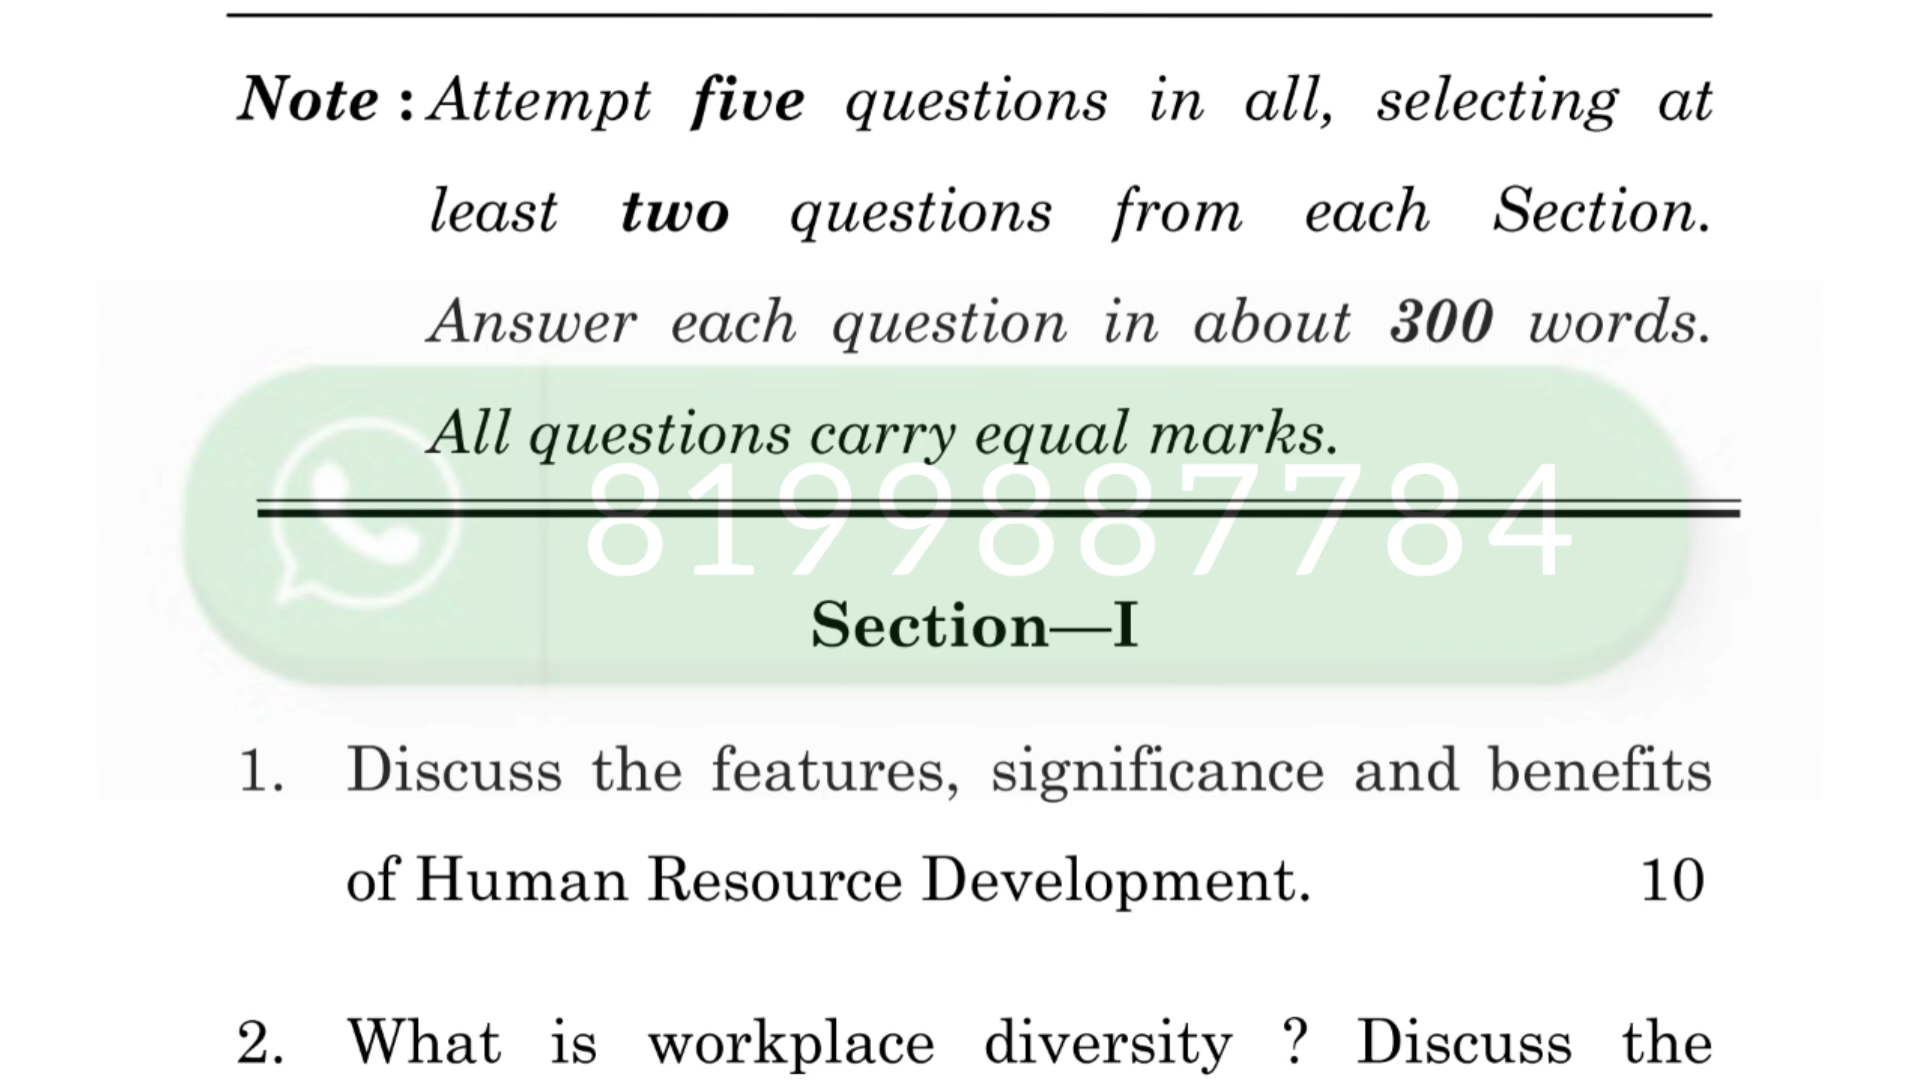 Note : Attempt five questions in all, selecting at
least two questions from each Section.
Answer each question in about 300 words.
All questions carry equal marks.
8199887784
Section—I
1. Discuss the features, significance and benefits
of Human Resource Development. 10
2. What is workplace diversity ? Discuss the